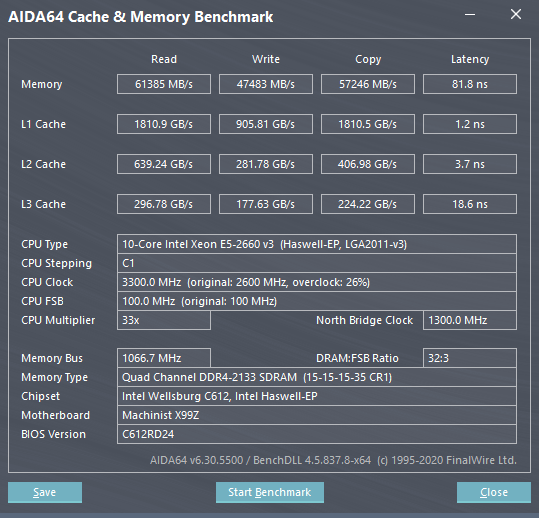 AIDA64 Cache & Memory Benchmark
Read Write Copy Latency
Memory 61385 MB/s 47483 MB/s 57246 MB/s 81.8 ns
L1 Cache 1810.9 GB/s 905.81 GB/s 1810.5 GB/s 1.2 ns
L2 Cache 639.24 GB/s 281.78 GB/s 406.98 GB/s 3.7 ns
L3 Cache 296.78 GB/s 177.63 GB/s 224.22 GB/s 18.6 ns
CPU Type 10-Core Intel Xeon E5-2660 v3 (Haswell-EP, LGA2011-v3)
CPU Stepping C1
CPU Clock 3300.0 MHz (original: 2600 MHz, overclock: 26%)
CPU FSB 100.0 MHz (original: 100 MHz)
CPU Multiplier 33x North Bridge Clock 1300.0 MHz
Memory Bus 1066.7 MHz DRAM:FSB Ratio 32:3
Memory Type Quad Channel DDR4-2133 SDRAM (15-15-15-35 CR1)
Chipset Intel Wellsburg C612, Intel Haswell-EP
Motherboard Machinist X99Z
BIOS Version C612RD24
AIDA64 v6.30.5500 / BenchDLL 4.5.837.8-x64 (c) 1995-2020 FinalWire Ltd.
Save Start Benchmark Close